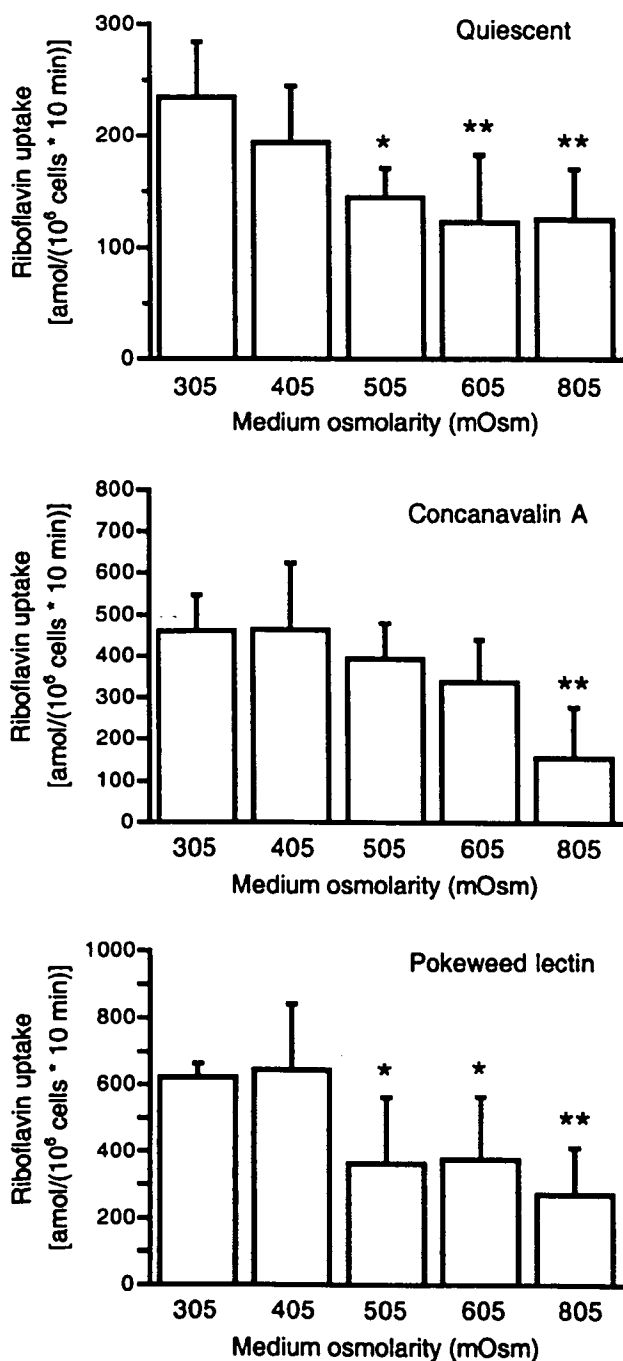 Quiescent
Riboflavin uptake
[amol/(10⁶ cells * 10 min)]
300
200
100
0
*
**
**
305 405 505 605 805
Medium osmolarity (mOsm)
Concanavalin A
Riboflavin uptake
[amol/(10⁶ cells * 10 min)]
800
700
600
500
400
300
200
100
0
**
305 405 505 605 805
Medium osmolarity (mOsm)
Pokeweed lectin
Riboflavin uptake
[amol/(10⁶ cells * 10 min)]
1000
800
600
400
200
0
*
*
**
305 405 505 605 805
Medium osmolarity (mOsm)